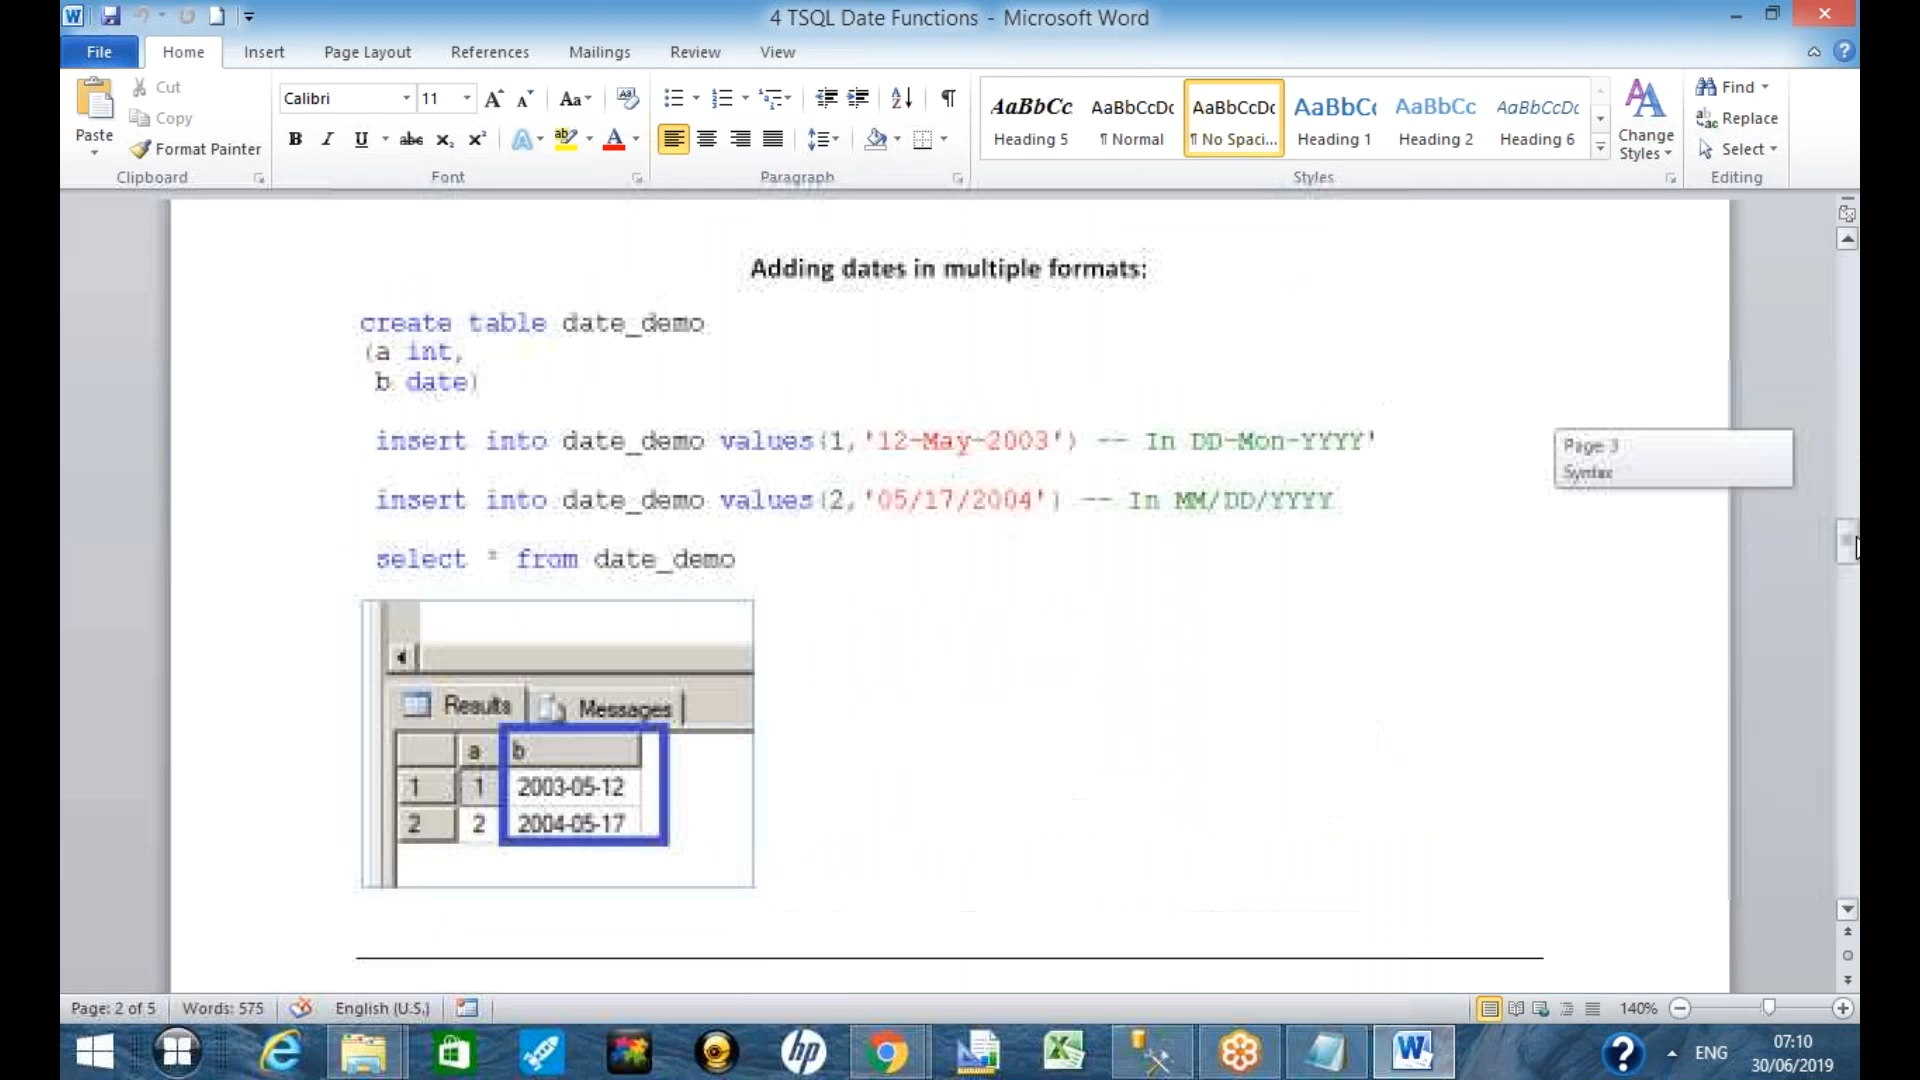 4 TSQL Date Functions - Microsoft Word
File Home Insert Page Layout References Mailings Review View
Paste
Cut
Copy
Format Painter
Clipboard
Calibri 11
Font
Paragraph
AaBbCc AaBbCcDc AaBbCcDc AaBbC AaBbCc AaBbCcDc
Heading 5 ¶ Normal ¶ No Spaci... Heading 1 Heading 2 Heading 6
Change
Styles
Styles
Find
Replace
Select
Editing
Adding dates in multiple formats:
create table date_demo
(a int,
b date)
insert into date_demo values(1,'12-May-2003') -- In DD-Mon-YYYY'
insert into date_demo values(2,'05/17/2004') -- In MM/DD/YYYY
select * from date_demo
Page: 3
Syntax
Results Messages
a b
1 1 2003-05-12
2 2 2004-05-17
Page: 2 of 5 Words: 575 English (U.S.) 140%
ENG
07:10
30/06/2019